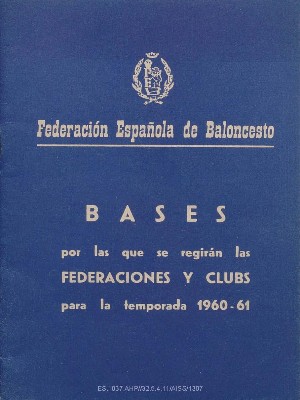 Federación Española de Baloncesto
BASES
por las que se regirán las
FEDERACIONES Y CLUBS
para la temporada 1960-61